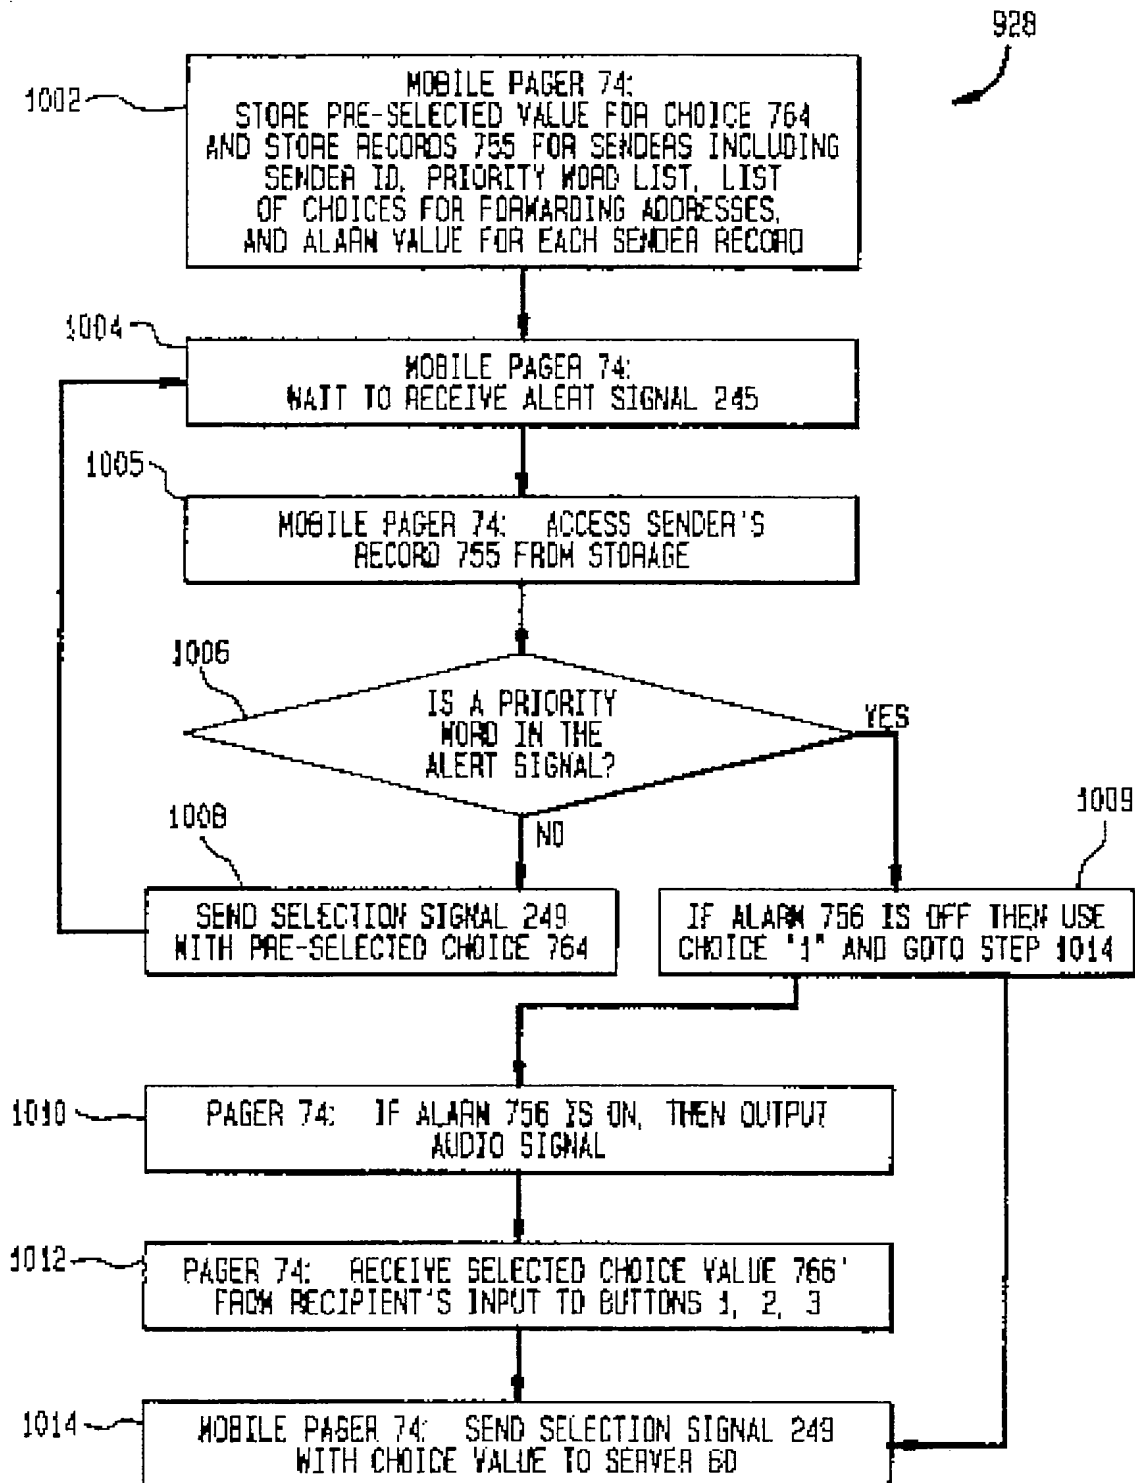 928
1002
MOBILE PAGER 74:
STORE PRE-SELECTED VALUE FOR CHOICE 764
AND STORE RECORDS 755 FOR SENDERS INCLUDING
SENDER ID, PRIORITY WORD LIST, LIST
OF CHOICES FOR FORWARDING ADDRESSES,
AND ALARM VALUE FOR EACH SENDER RECORD
1004
MOBILE PAGER 74:
WAIT TO RECEIVE ALERT SIGNAL 245
1005
MOBILE PAGER 74: ACCESS SENDER'S
RECORD 755 FROM STORAGE
1006
IS A PRIORITY
WORD IN THE
ALERT SIGNAL?
YES
NO
1008
SEND SELECTION SIGNAL 249
WITH PRE-SELECTED CHOICE 764
1009
IF ALARM 756 IS OFF THEN USE
CHOICE "1" AND GOTO STEP 1014
1010
PAGER 74: IF ALARM 756 IS ON, THEN OUTPUT
AUDIO SIGNAL
1012
PAGER 74: RECEIVE SELECTED CHOICE VALUE 766'
FROM RECIPIENT'S INPUT TO BUTTONS 1, 2, 3
1014
MOBILE PAGER 74: SEND SELECTION SIGNAL 249
WITH CHOICE VALUE TO SERVER 60